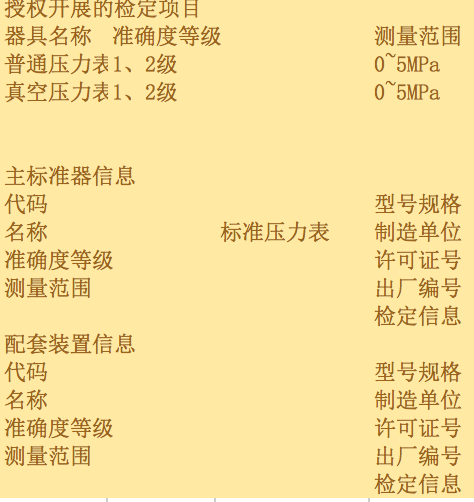 授权开展的检定项目
器具名称 准确度等级 测量范围
普通压力表1、2级 0~5MPa
真空压力表1、2级 0~5MPa
主标准器信息
代码 型号规格
名称 标准压力表 制造单位
准确度等级 许可证号
测量范围 出厂编号
检定信息
配套装置信息
代码 型号规格
名称 制造单位
准确度等级 许可证号
测量范围 出厂编号
检定信息